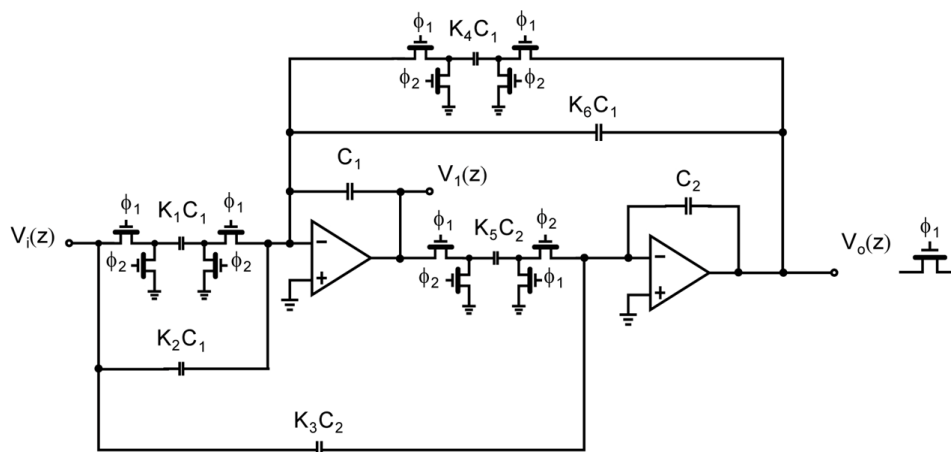 ϕ₁ K₄C₁ ϕ₁
ϕ₂ ϕ₂
K₆C₁
C₁
V₁(z)
C₂
ϕ₁ K₁C₁ ϕ₁
Vᵢ(z)
ϕ₂ ϕ₂
ϕ₁ K₅C₂ ϕ₂
ϕ₂ ϕ₁
−
+
−
+
Vₒ(z)
ϕ₁
K₂C₁
K₃C₂